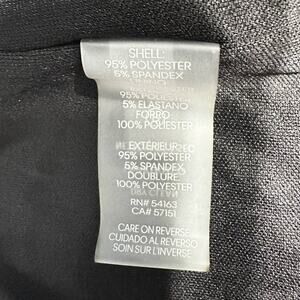 SHELL:
95% POLYESTER
5% SPANDEX
95% POLIESTER
5% ELASTANO
FORRO
100% POLIESTER
EXTÉRIEUR:
95% POLYESTER
5% SPANDEX
DOUBLURE:
100% POLYESTER
RN# 54163
CA# 57151
CARE ON REVERSE
CUIDADO AL REVERSO
SOIN SUR L'INVERSE